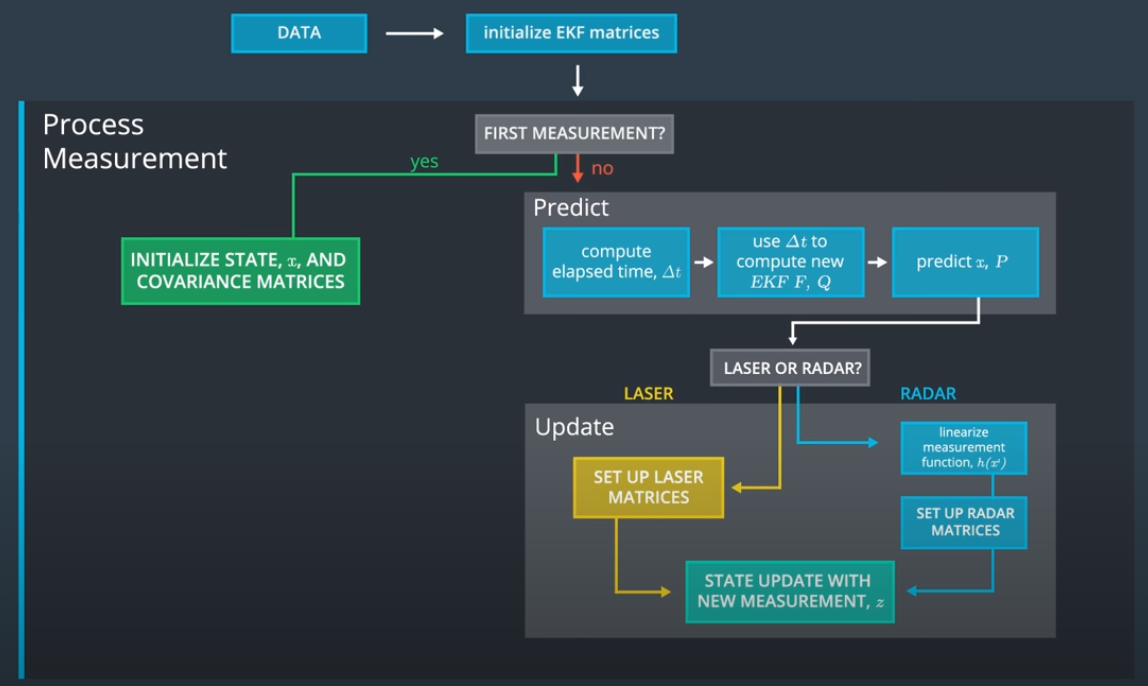 DATA
initialize EKF matrices
Process
Measurement
FIRST MEASUREMENT?
yes
no
INITIALIZE STATE, x, AND
COVARIANCE MATRICES
Predict
compute
elapsed time, Δt
use Δt to
compute new
EKF F, Q
predict x, P
LASER OR RADAR?
LASER
RADAR
Update
linearize
measurement
function, h(x')
SET UP LASER
MATRICES
SET UP RADAR
MATRICES
STATE UPDATE WITH
NEW MEASUREMENT, z